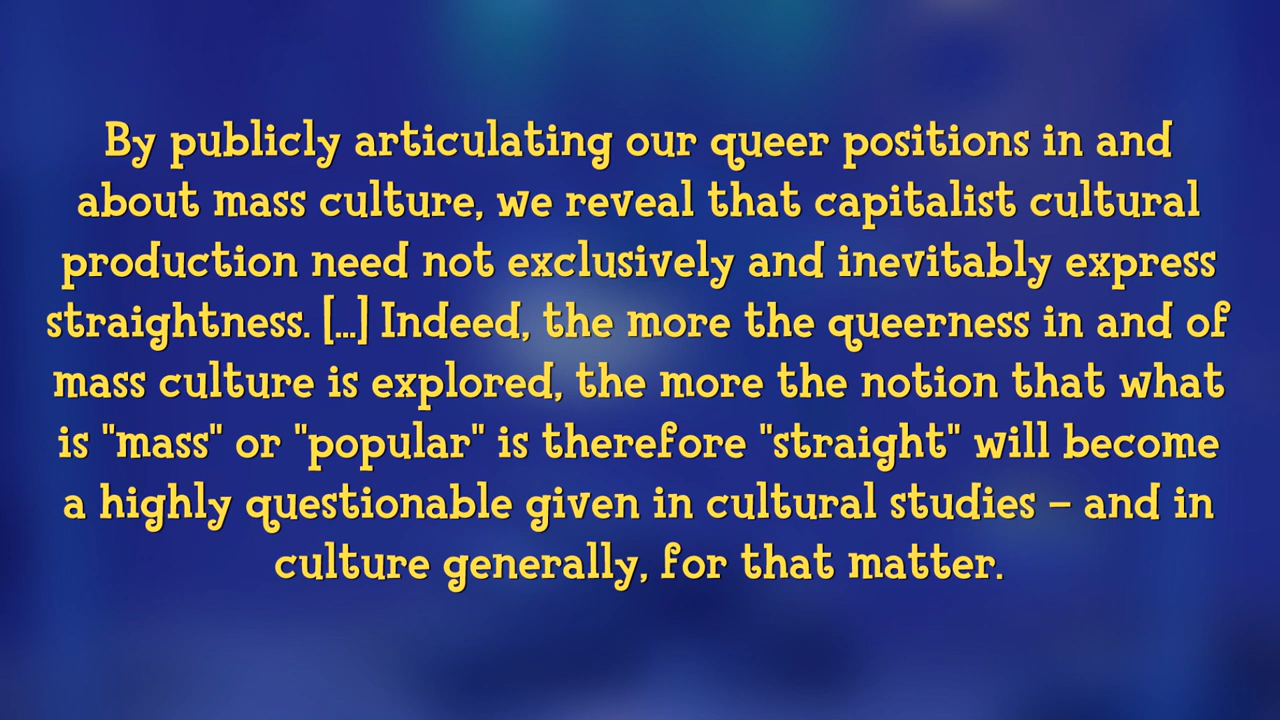 By publicly articulating our queer positions in and
about mass culture, we reveal that capitalist cultural
production need not exclusively and inevitably express
straightness. [...] Indeed, the more the queerness in and of
mass culture is explored, the more the notion that what
is "mass" or "popular" is therefore "straight" will become
a highly questionable given in cultural studies – and in
culture generally, for that matter.